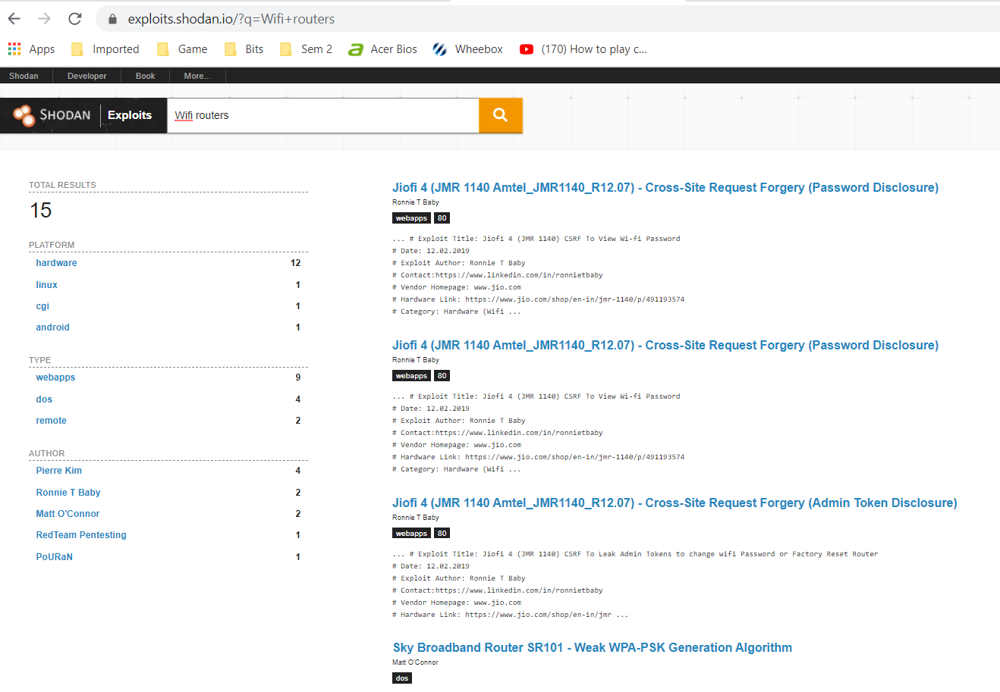 exploits.shodan.io/?q=Wifi+routers
Apps Imported Game Bits Sem 2 Acer Bios Wheebox (170) How to play c...
Shodan Developer Book More...
SHODAN Exploits Wifi routers
TOTAL RESULTS
15
PLATFORM
hardware 12
linux 1
cgi 1
android 1
TYPE
webapps 9
dos 4
remote 2
AUTHOR
Pierre Kim 4
Ronnie T Baby 2
Matt O'Connor 2
RedTeam Pentesting 1
PoURaN 1
Jiofi 4 (JMR 1140 Amtel_JMR1140_R12.07) - Cross-Site Request Forgery (Password Disclosure)
Ronnie T Baby
webapps 80
... # Exploit Title: Jiofi 4 (JMR 1140) CSRF To View Wi-fi Password
# Date: 12.02.2019
# Exploit Author: Ronnie T Baby
# Contact:https://www.linkedin.com/in/ronnietbaby
# Vendor Homepage: www.jio.com
# Hardware Link: https://www.jio.com/shop/en-in/jmr-1140/p/491193574
# Category: Hardware (Wifi ...
Jiofi 4 (JMR 1140 Amtel_JMR1140_R12.07) - Cross-Site Request Forgery (Password Disclosure)
Ronnie T Baby
webapps 80
... # Exploit Title: Jiofi 4 (JMR 1140) CSRF To View Wi-fi Password
# Date: 12.02.2019
# Exploit Author: Ronnie T Baby
# Contact:https://www.linkedin.com/in/ronnietbaby
# Vendor Homepage: www.jio.com
# Hardware Link: https://www.jio.com/shop/en-in/jmr-1140/p/491193574
# Category: Hardware (Wifi ...
Jiofi 4 (JMR 1140 Amtel_JMR1140_R12.07) - Cross-Site Request Forgery (Admin Token Disclosure)
Ronnie T Baby
webapps 80
... # Exploit Title: Jiofi 4 (JMR 1140) CSRF To Leak Admin Tokens to change wifi Password or Factory Reset Router
# Date: 12.02.2019
# Exploit Author: Ronnie T Baby
# Contact:https://www.linkedin.com/in/ronnietbaby
# Vendor Homepage: www.jio.com
# Hardware Link: https://www.jio.com/shop/en-in/jmr ...
Sky Broadband Router SR101 - Weak WPA-PSK Generation Algorithm
Matt O'Connor
dos